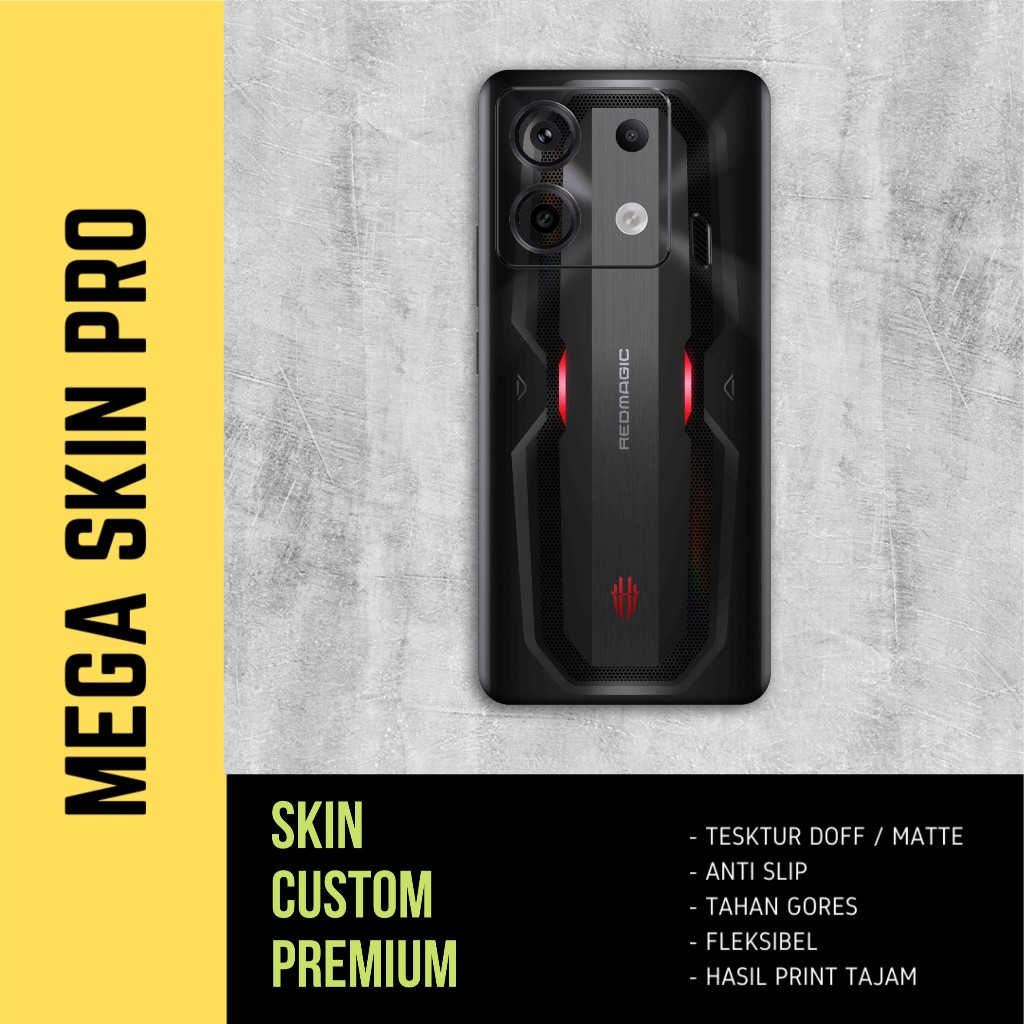 MEGA SKIN PRO
REDMAGIC
SKIN
CUSTOM
PREMIUM
- TESKTUR DOFF / MATTE
- ANTI SLIP
- TAHAN GORES
- FLEKSIBEL
- HASIL PRINT TAJAM